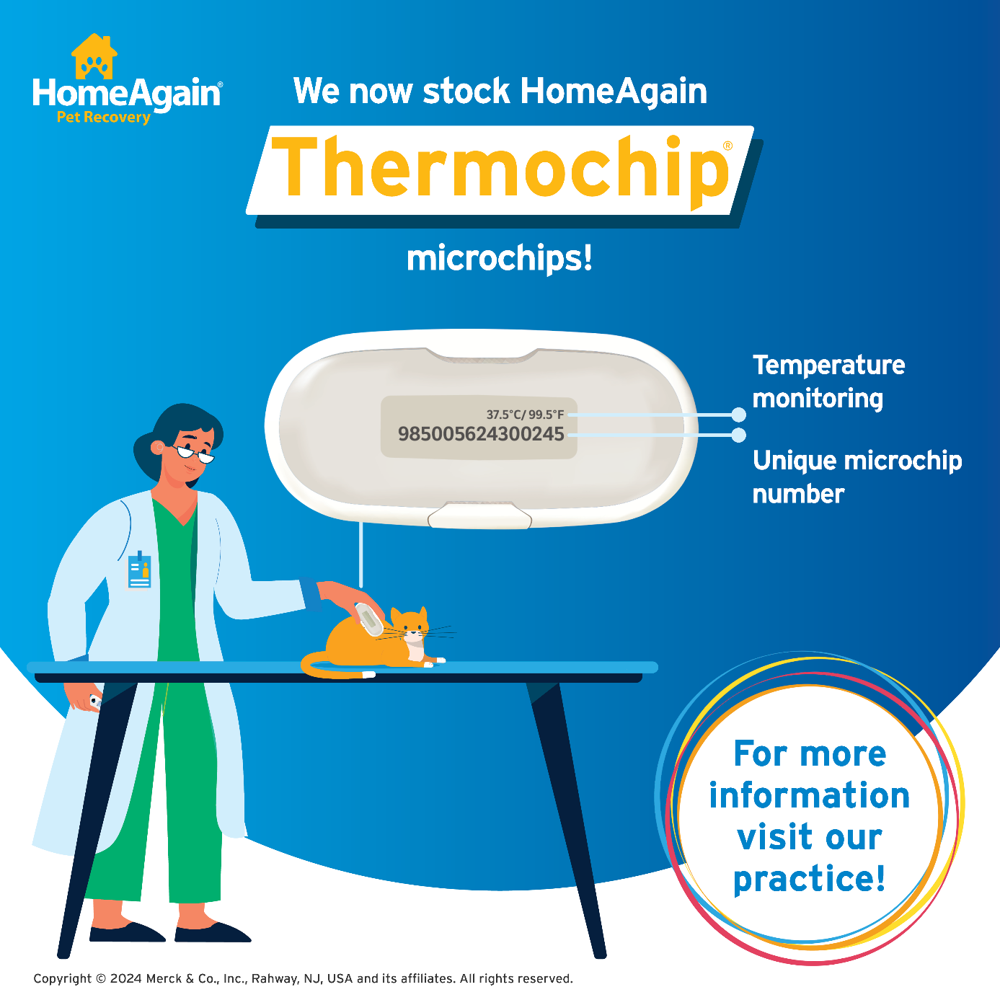 HomeAgain®
Pet Recovery
We now stock HomeAgain
Thermochip®
microchips!
Temperature
monitoring
37.5°C/ 99.5°F
985005624300245
Unique microchip
number
For more
information
visit our
practice!
Copyright © 2024 Merck & Co., Inc., Rahway, NJ, USA and its affiliates. All rights reserved.